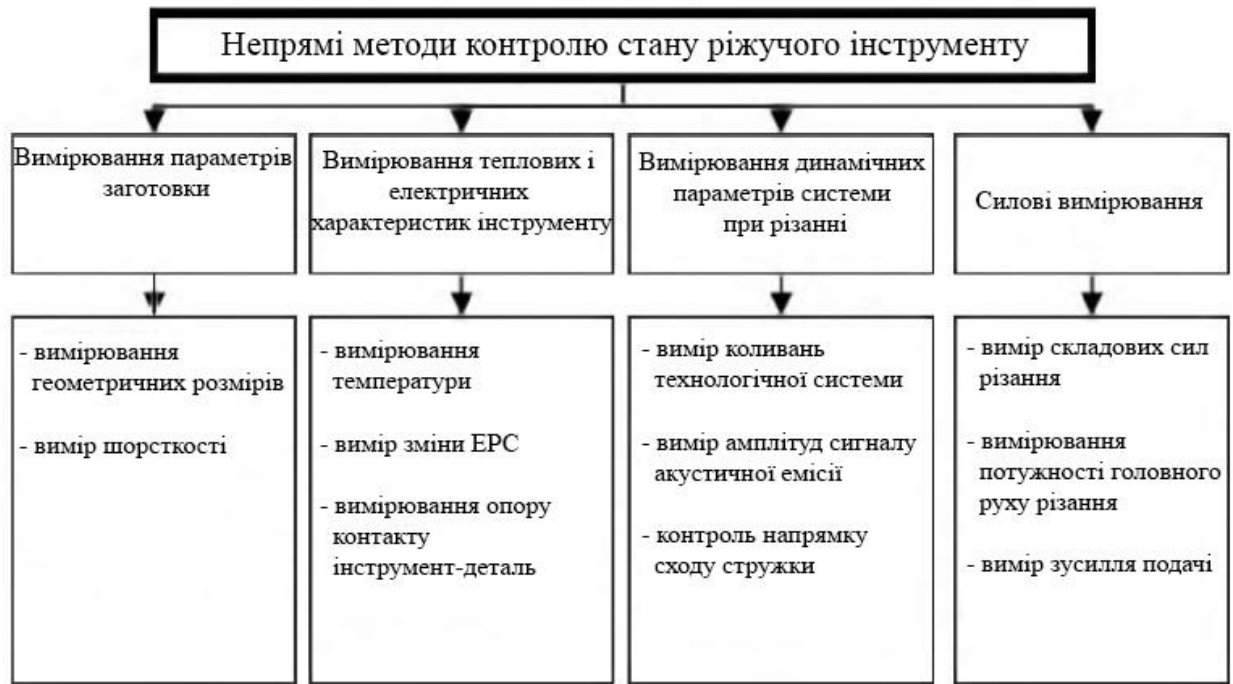 Непрямі методи контролю стану ріжучого інструменту
Вимірювання параметрів
заготовки
Вимірювання теплових і
електричних
характеристик інструменту
Вимірювання динамічних
параметрів системи
при різанні
Силові вимірювання
- вимірювання
геометричних розмірів
- вимір шорсткості
- вимірювання
температури
- вимір зміни ЕРС
- вимірювання опору
контакту
інструмент-деталь
- вимір коливань
технологічної системи
- вимір амплітуд сигналу
акустичної емісії
- контроль напрямку
сходу стружки
- вимір складових сил
різання
- вимірювання
потужності головного
руху різання
- вимір зусилля подачі